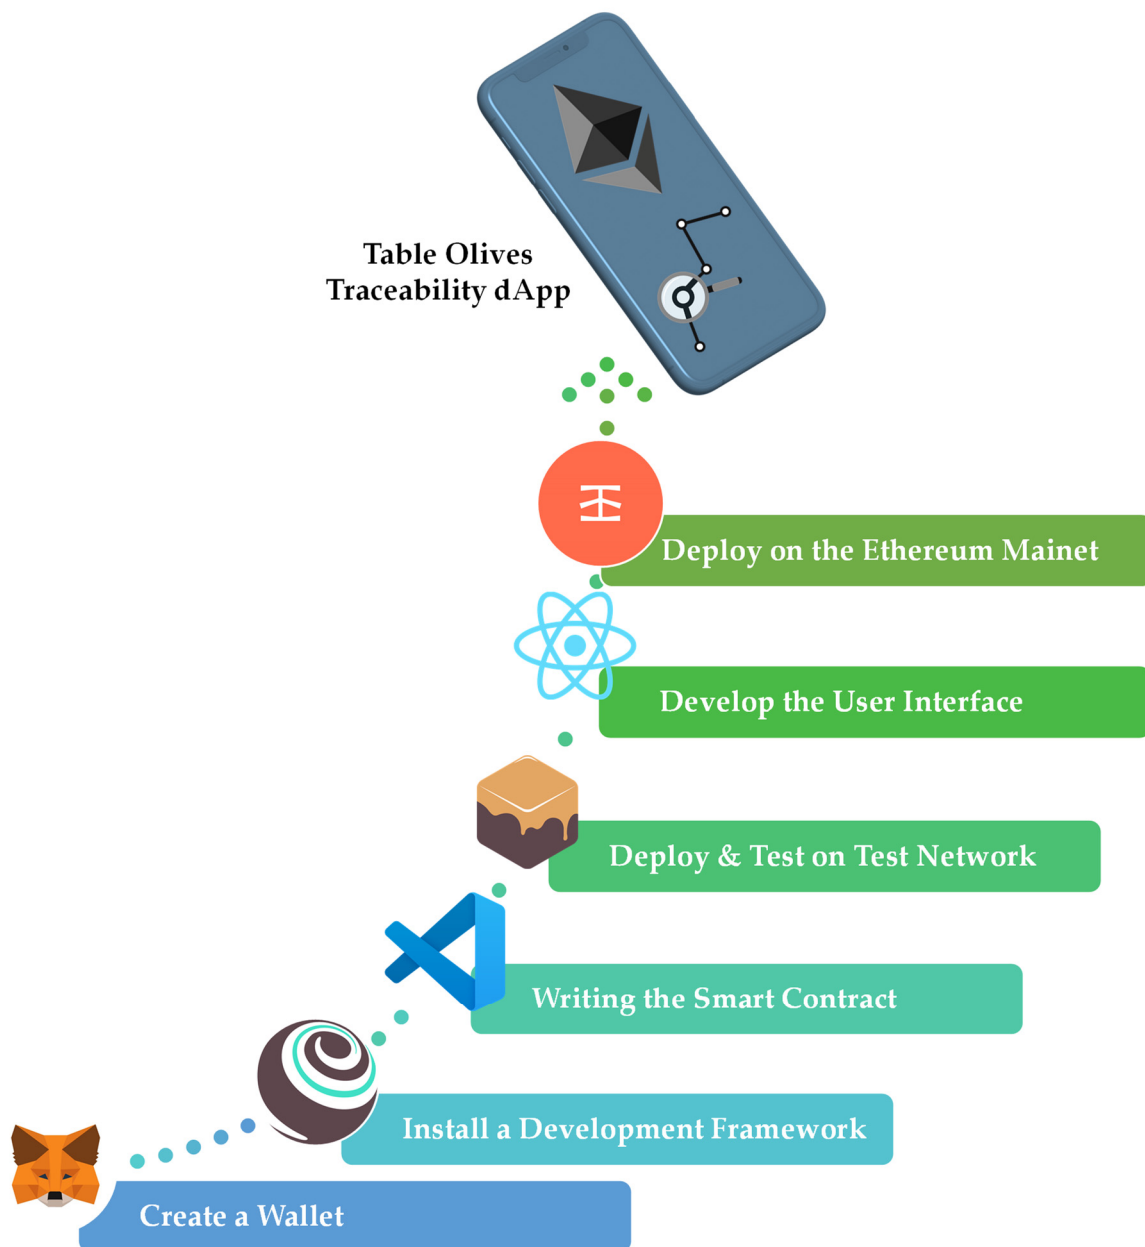 Table Olives
Traceability dApp
Deploy on the Ethereum Mainet
Develop the User Interface
Deploy & Test on Test Network
Writing the Smart Contract
Install a Development Framework
Create a Wallet